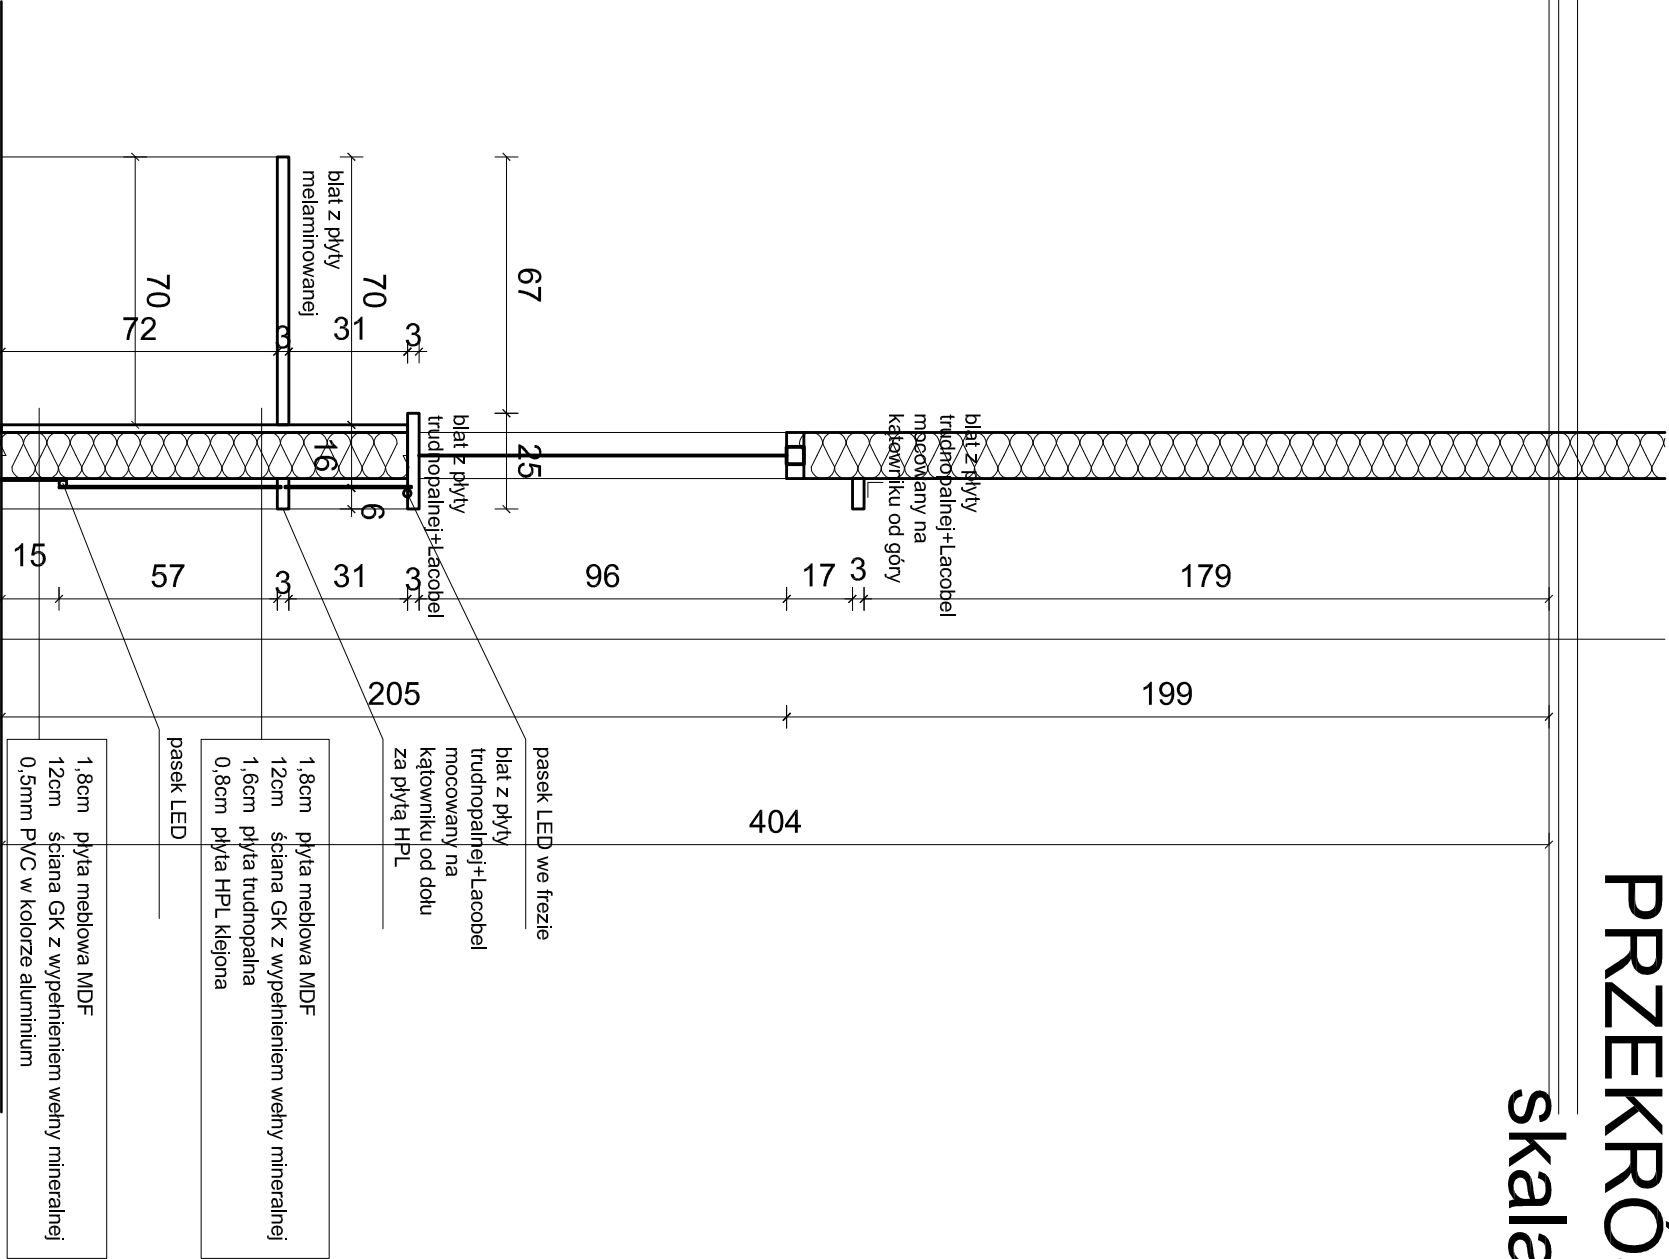 PRZEKRÓ
skala
blat z płyty
melaminowanej
70
70
67
72
3
31
3
blat z płyty
trudnopalnej+Lacobel
16
25
6
blat z płyty
trudnopalnej+Lacobel
mocowany na
kątowniku od góry
15
57
3
31
3
96
17
3
179
205
199
404
pasek LED we frezie
blat z płyty
trudnopalnej+Lacobel
mocowany na
kątowniku od dołu
za płytą HPL
1,8cm płyta meblowa MDF
12cm ściana GK z wypełnieniem wełny mineralnej
1,6cm płyta trudnopalna
0,8cm płyta HPL klejona
pasek LED
1,8cm płyta meblowa MDF
12cm ściana GK z wypełnieniem wełny mineralnej
0,5mm PVC w kolorze aluminium